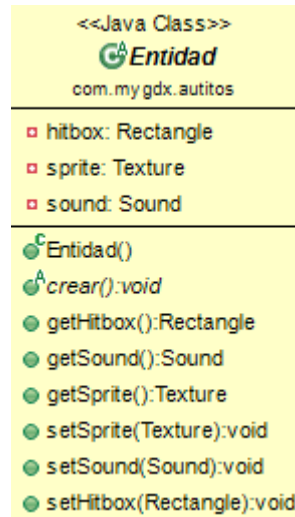 <<Java Class>>
Entidad
com.mygdx.autitos
hitbox: Rectangle
sprite: Texture
sound: Sound
C Entidad()
A crear():void
getHitbox():Rectangle
getSound():Sound
getSprite():Texture
setSprite(Texture):void
setSound(Sound):void
setHitbox(Rectangle):void